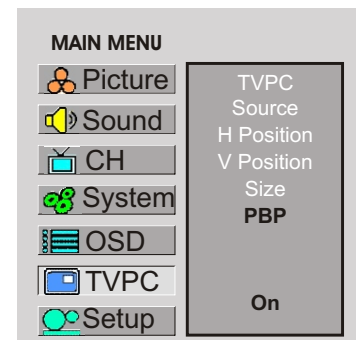 MAIN MENU
Picture
Sound
CH
System
OSD
TVPC
Setup
TVPC
Source
H Position
V Position
Size
PBP
On